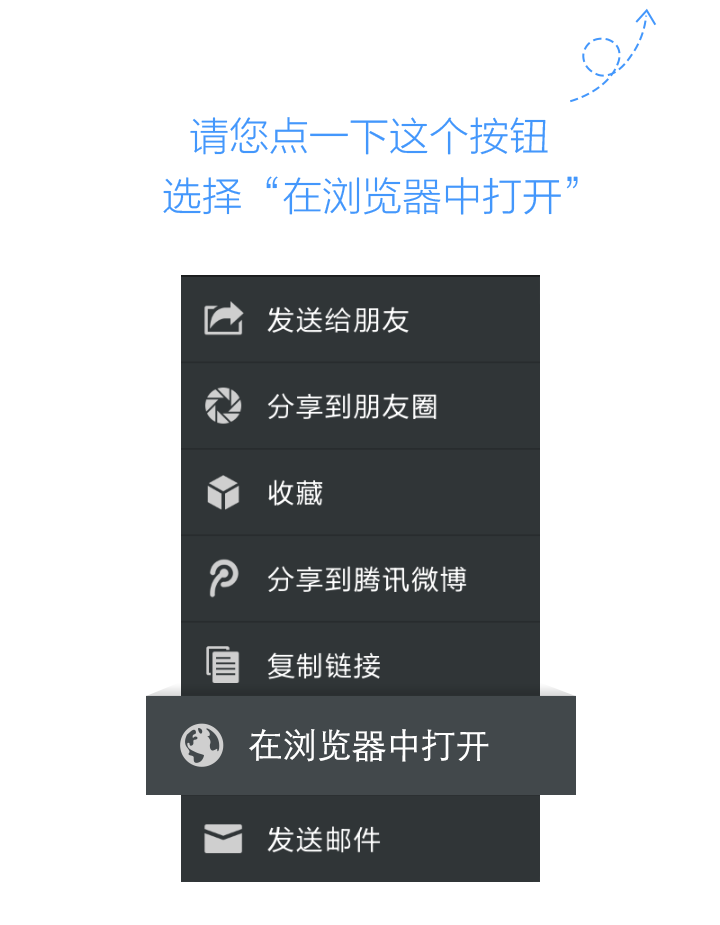 请您点一下这个按钮
选择“在浏览器中打开”
发送给朋友
分享到朋友圈
收藏
分享到腾讯微博
复制链接
在浏览器中打开
发送邮件